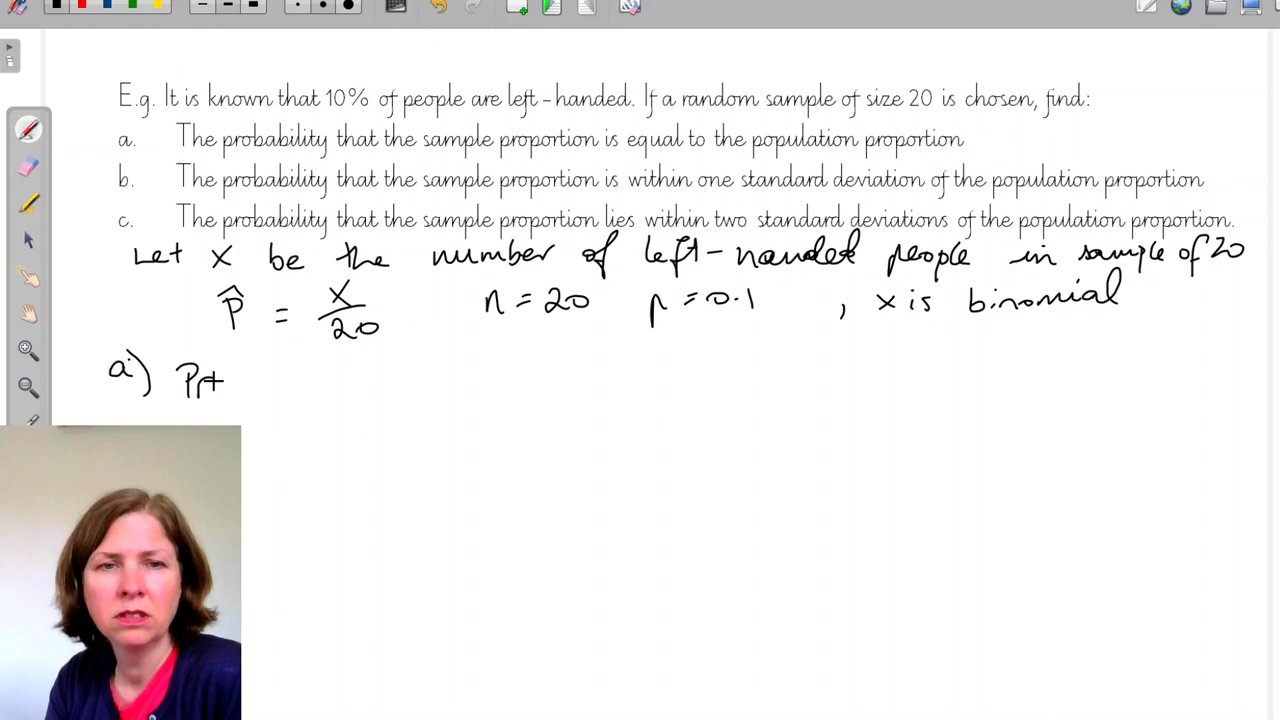 E.g. It is known that 10% of people are left-handed. If a random sample of size 20 is chosen, find:
a. The probability that the sample proportion is equal to the population proportion
b. The probability that the sample proportion is within one standard deviation of the population proportion
c. The probability that the sample proportion lies within two standard deviations of the population proportion.
Let X be the number of left-handed people in sample of 20
P̂ = X/20 n = 20 p = 0.1 , X is binomial
a) Pr